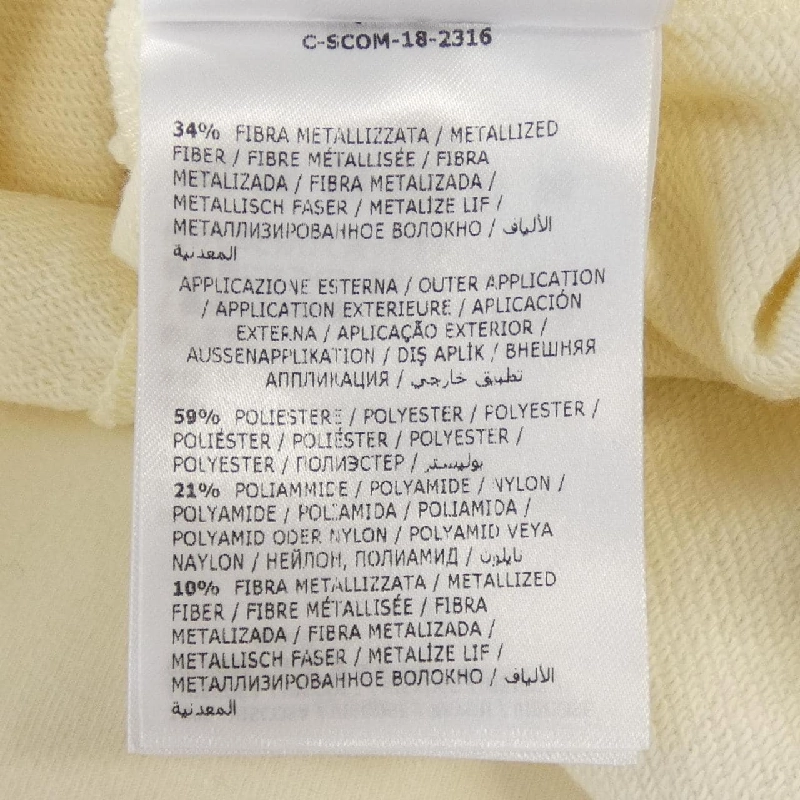 C-SCOM-18-2316
34% FIBRA METALLIZZATA / METALLIZED
FIBER / FIBRE MÉTALLISÉE / FIBRA
METALIZADA / FIBRA METALIZADA /
METALLISCH FASER / METALİZE LIF /
МЕТАЛЛИЗИРОВАННОЕ ВОЛОКНО / الألياف
المعدنية
APPLICAZIONE ESTERNA / OUTER APPLICATION
/ APPLICATION EXTERIEURE / APLICACIÓN
EXTERNA / APLICAÇÃO EXTERIOR /
AUSSENAPPLIKATION / DIŞ APLİK / ВНЕШНЯЯ
АППЛИКАЦИЯ / تطبيق خارجي
59% POLIESTERE / POLYESTER / POLYESTER /
POLIÉSTER / POLIÉSTER / POLYESTER /
POLYESTER / ПОЛИЭСТЕР / بوليستر
21% POLIAMMIDE / POLYAMIDE / NYLON /
POLYAMIDE / POLIAMIDA / POLIAMIDA /
POLYAMID ODER NYLON / POLYAMID VEYA
NAYLON / НЕЙЛОН, ПОЛИАМИД / نايلون
10% FIBRA METALLIZZATA / METALLIZED
FIBER / FIBRE MÉTALLISÉE / FIBRA
METALIZADA / FIBRA METALIZADA /
METALLISCH FASER / METALİZE LIF /
МЕТАЛЛИЗИРОВАННОЕ ВОЛОКНО / الألياف
المعدنية